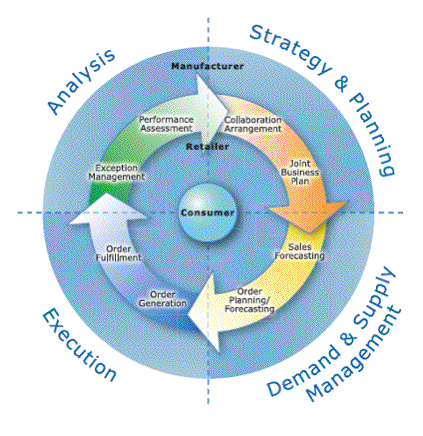 Analysis
Strategy & Planning
Manufacturer
Performance
Assessment
Collaboration
Arrangement
Retailer
Exception
Management
Joint
Business
Plan
Consumer
Order
Fulfillment
Sales
Forecasting
Order
Generation
Order
Planning/
Forecasting
Execution
Demand & Supply
Management